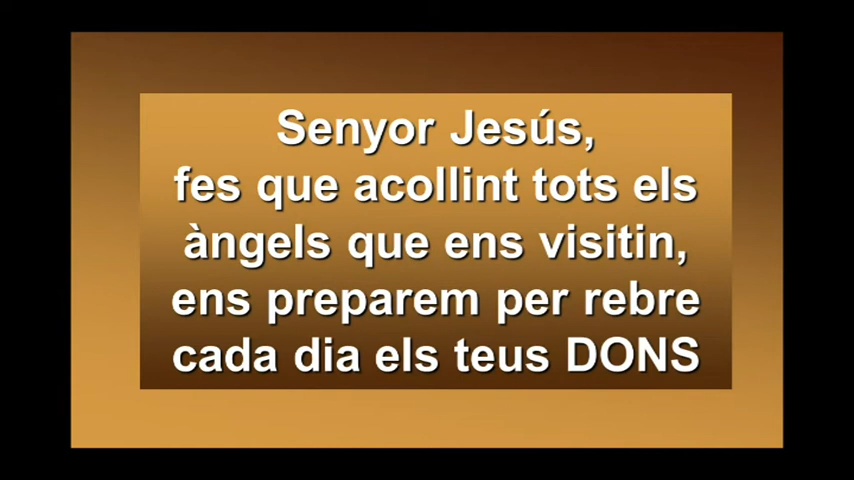 Senyor Jesús,
fes que acollint tots els
àngels que ens visitin,
ens preparem per rebre
cada dia els teus DONS